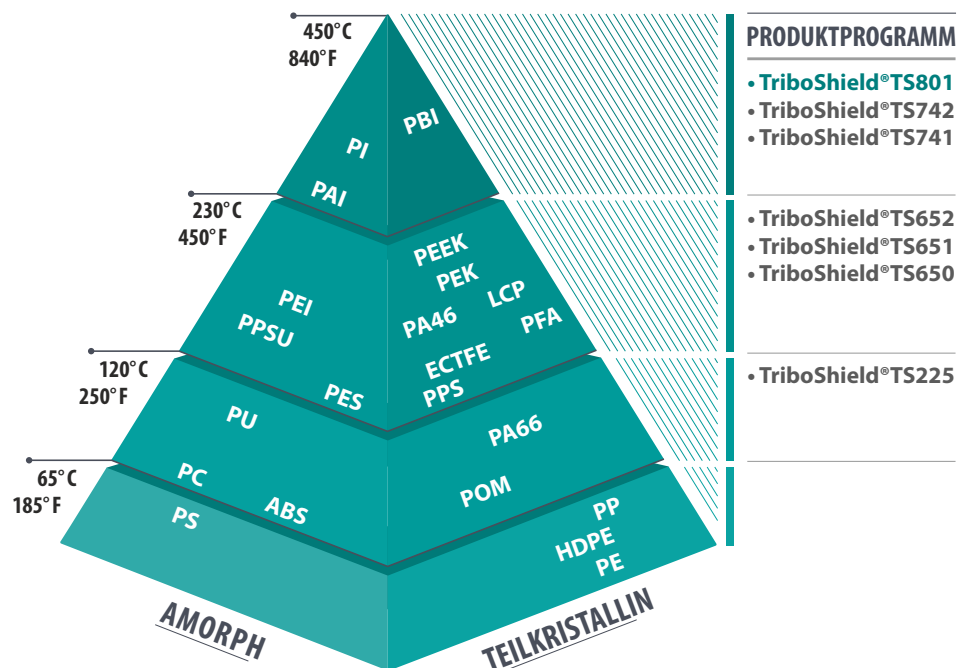 450°C
840°F
PRODUKTPROGRAMM
• TriboShield®TS801
• TriboShield®TS742
• TriboShield®TS741
PBI
PI
PAI
230°C
450°F
• TriboShield®TS652
• TriboShield®TS651
• TriboShield®TS650
PEEK
PEK
LCP
PA46
PFA
ECTFE
PPS
PEI
PPSU
PES
120°C
250°F
• TriboShield®TS225
PU
PC
ABS
PA66
POM
65°C
185°F
PS
PP
HDPE
PE
AMORPH
TEILKRISTALLIN